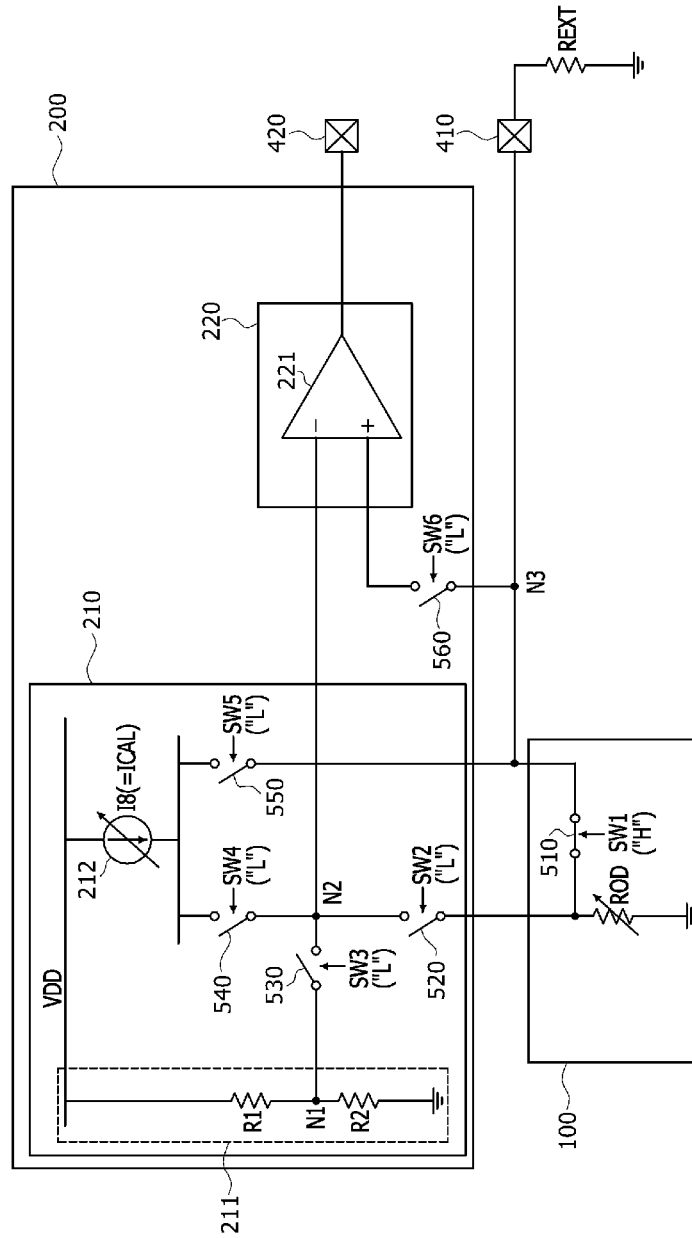 200
210
VDD
I8(=ICAL)
212
SW4
("L")
540
SW5
("L")
550
R1
N1
R2
211
530
SW3
("L")
N2
SW2
("L")
520
220
221
−
+
SW6
("L")
560
N3
420
410
REXT
100
510
SW1
("H")
ROD